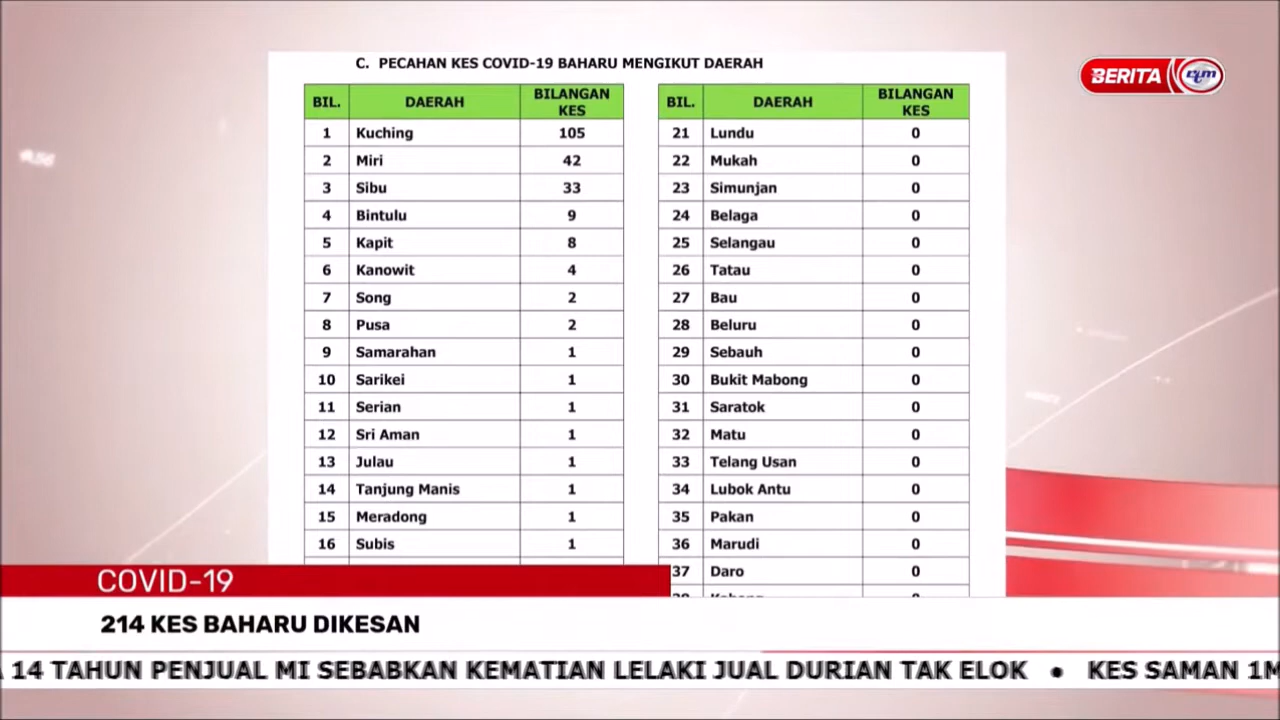 C. PECAHAN KES COVID-19 BAHARU MENGIKUT DAERAH
BERITA rtm
BIL. DAERAH BILANGAN KES BIL. DAERAH BILANGAN KES
1 Kuching 105 21 Lundu 0
2 Miri 42 22 Mukah 0
3 Sibu 33 23 Simunjan 0
4 Bintulu 9 24 Belaga 0
5 Kapit 8 25 Selangau 0
6 Kanowit 4 26 Tatau 0
7 Song 2 27 Bau 0
8 Pusa 2 28 Beluru 0
9 Samarahan 1 29 Sebauh 0
10 Sarikei 1 30 Bukit Mabong 0
11 Serian 1 31 Saratok 0
12 Sri Aman 1 32 Matu 0
13 Julau 1 33 Telang Usan 0
14 Tanjung Manis 1 34 Lubok Antu 0
15 Meradong 1 35 Pakan 0
16 Subis 1 36 Marudi 0
37 Daro 0
COVID-19
214 KES BAHARU DIKESAN
14 TAHUN PENJUAL MI SEBABKAN KEMATIAN LELAKI JUAL DURIAN TAK ELOK • KES SAMAN 1M